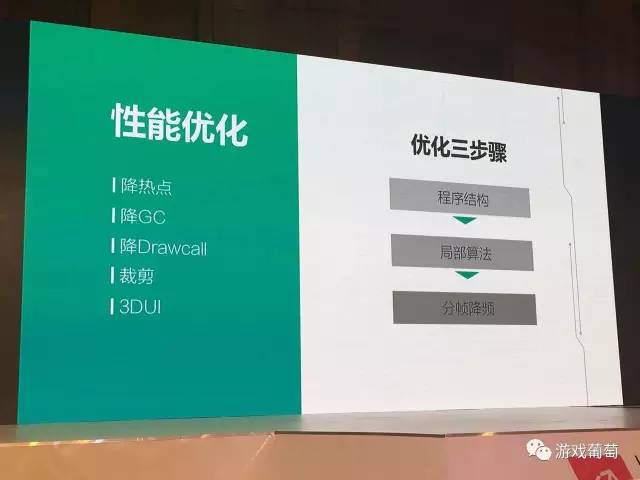 性能优化
降热点
降GC
降Drawcall
裁剪
3DUI
优化三步骤
程序结构
局部算法
分帧降频
游戏葡萄